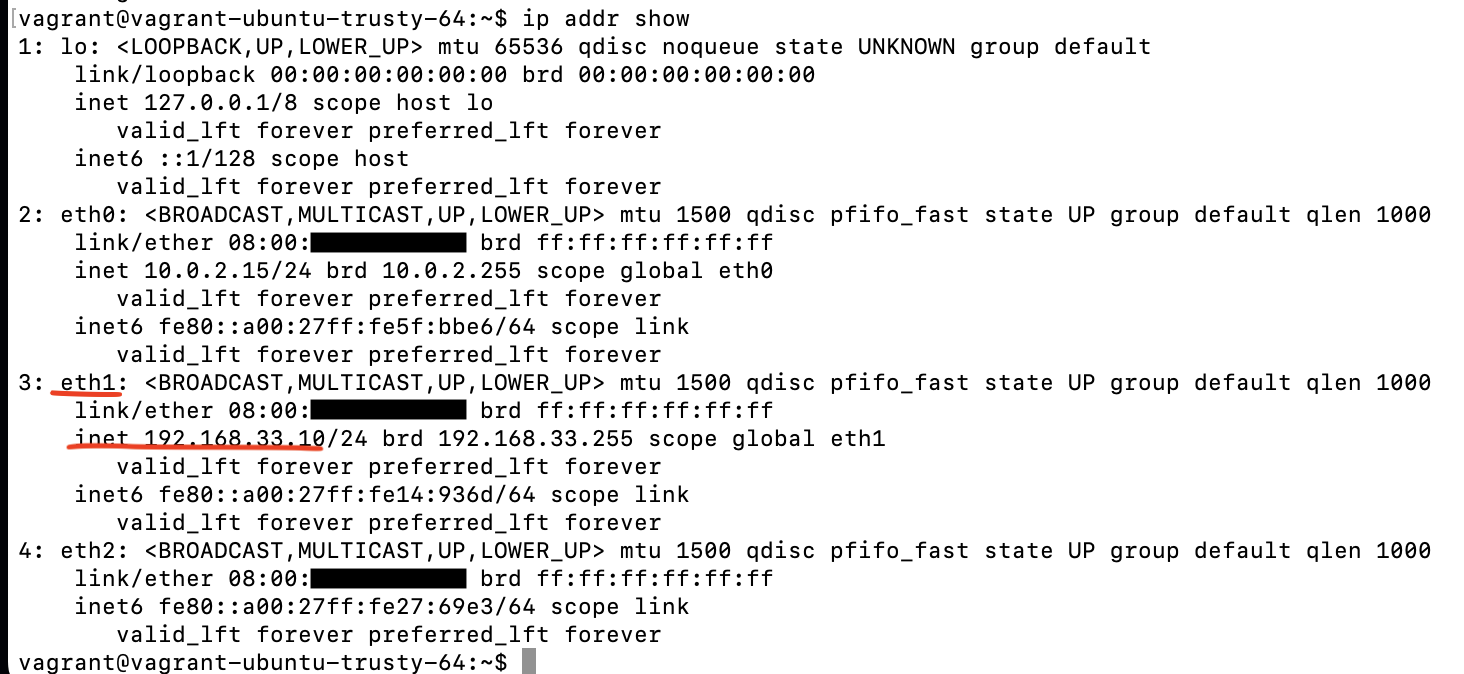 [vagrant@vagrant-ubuntu-trusty-64:~$ ip addr show
1: lo: <LOOPBACK,UP,LOWER_UP> mtu 65536 qdisc noqueue state UNKNOWN group default
    link/loopback 00:00:00:00:00:00 brd 00:00:00:00:00:00
    inet 127.0.0.1/8 scope host lo
       valid_lft forever preferred_lft forever
    inet6 ::1/128 scope host
       valid_lft forever preferred_lft forever
2: eth0: <BROADCAST,MULTICAST,UP,LOWER_UP> mtu 1500 qdisc pfifo_fast state UP group default qlen 1000
    link/ether 08:00: brd ff:ff:ff:ff:ff:ff
    inet 10.0.2.15/24 brd 10.0.2.255 scope global eth0
       valid_lft forever preferred_lft forever
    inet6 fe80::a00:27ff:fe5f:bbe6/64 scope link
       valid_lft forever preferred_lft forever
3: eth1: <BROADCAST,MULTICAST,UP,LOWER_UP> mtu 1500 qdisc pfifo_fast state UP group default qlen 1000
    link/ether 08:00: brd ff:ff:ff:ff:ff:ff
    inet 192.168.33.10/24 brd 192.168.33.255 scope global eth1
       valid_lft forever preferred_lft forever
    inet6 fe80::a00:27ff:fe14:936d/64 scope link
       valid_lft forever preferred_lft forever
4: eth2: <BROADCAST,MULTICAST,UP,LOWER_UP> mtu 1500 qdisc pfifo_fast state UP group default qlen 1000
    link/ether 08:00: brd ff:ff:ff:ff:ff:ff
    inet6 fe80::a00:27ff:fe27:69e3/64 scope link
       valid_lft forever preferred_lft forever
vagrant@vagrant-ubuntu-trusty-64:~$